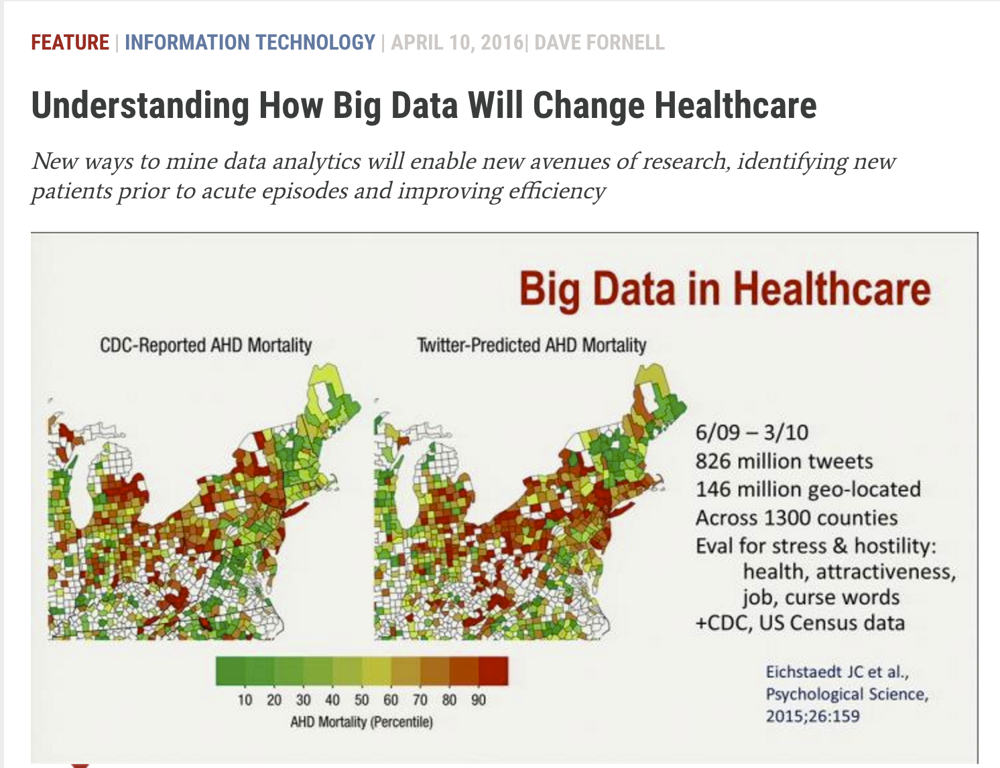 FEATURE | INFORMATION TECHNOLOGY | APRIL 10, 2016| DAVE FORNELL
Understanding How Big Data Will Change Healthcare
New ways to mine data analytics will enable new avenues of research, identifying new
patients prior to acute episodes and improving efficiency
Big Data in Healthcare
CDC-Reported AHD Mortality
Twitter-Predicted AHD Mortality
6/09 – 3/10
826 million tweets
146 million geo-located
Across 1300 counties
Eval for stress & hostility:
health, attractiveness,
job, curse words
+CDC, US Census data
10 20 30 40 50 60 70 80 90
AHD Mortality (Percentile)
Eichstaedt JC et al.,
Psychological Science,
2015;26:159